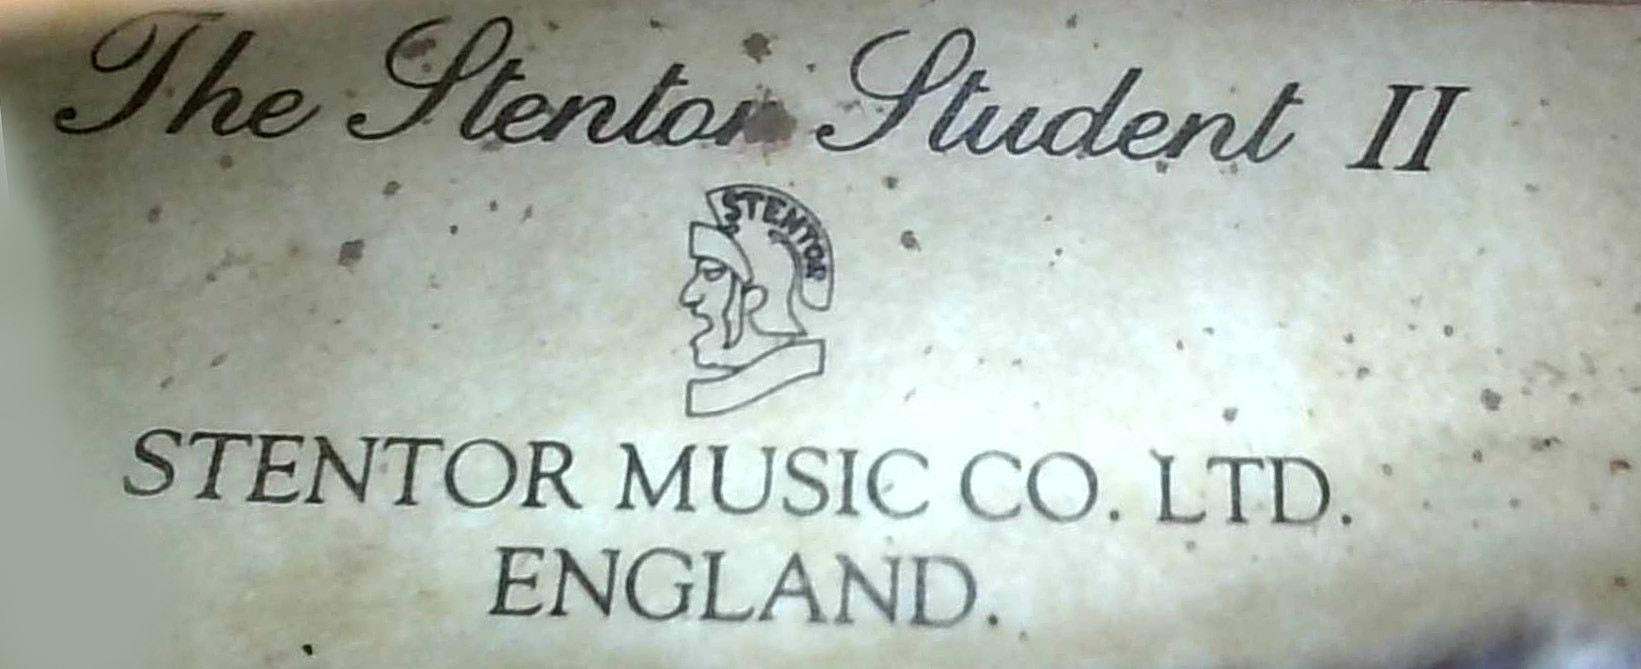 The Stentor Student II
STENTOR
STENTOR MUSIC CO. LTD.
ENGLAND.